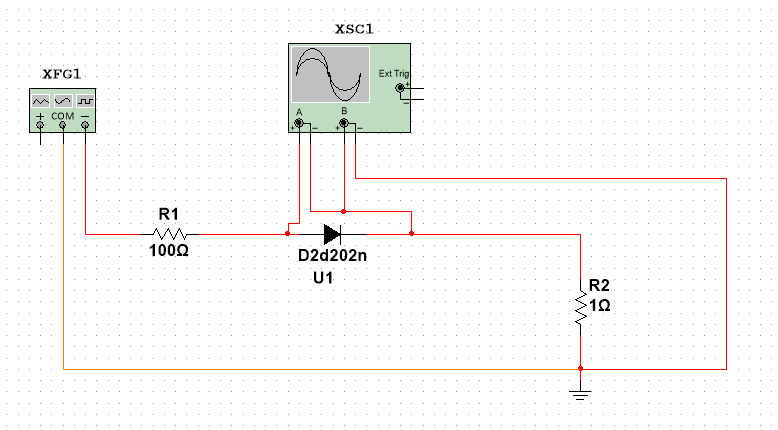 XSC1
XFG1
Ext Trig
+
−
+
COM
−
A
B
+
−
+
−
R1
100Ω
D2d202n
U1
R2
1Ω